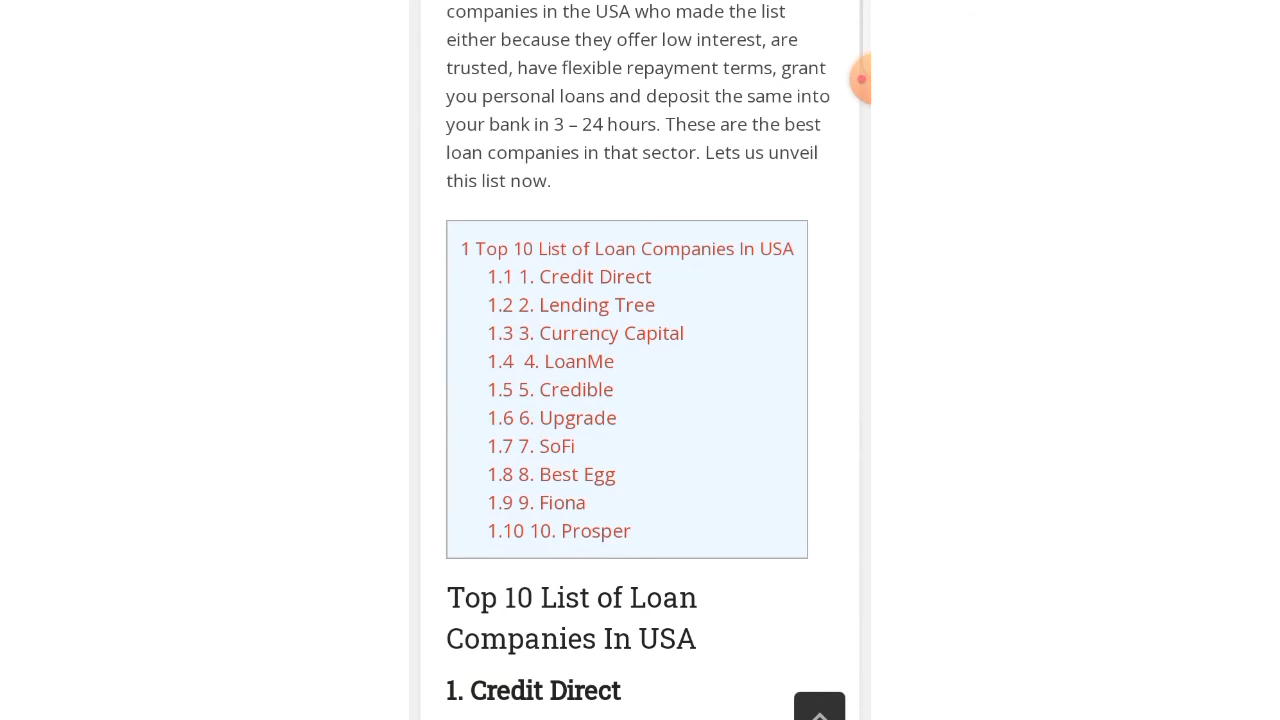 companies in the USA who made the list
either because they offer low interest, are
trusted, have flexible repayment terms, grant
you personal loans and deposit the same into
your bank in 3 – 24 hours. These are the best
loan companies in that sector. Lets us unveil
this list now.
1 Top 10 List of Loan Companies In USA
1.1 1. Credit Direct
1.2 2. Lending Tree
1.3 3. Currency Capital
1.4 4. LoanMe
1.5 5. Credible
1.6 6. Upgrade
1.7 7. SoFi
1.8 8. Best Egg
1.9 9. Fiona
1.10 10. Prosper
Top 10 List of Loan
Companies In USA
1. Credit Direct